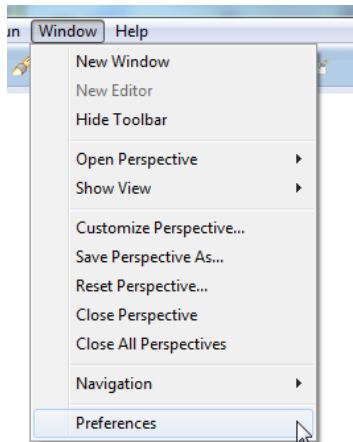 un Window Help
New Window
New Editor
Hide Toolbar
Open Perspective
Show View
Customize Perspective...
Save Perspective As...
Reset Perspective...
Close Perspective
Close All Perspectives
Navigation
Preferences